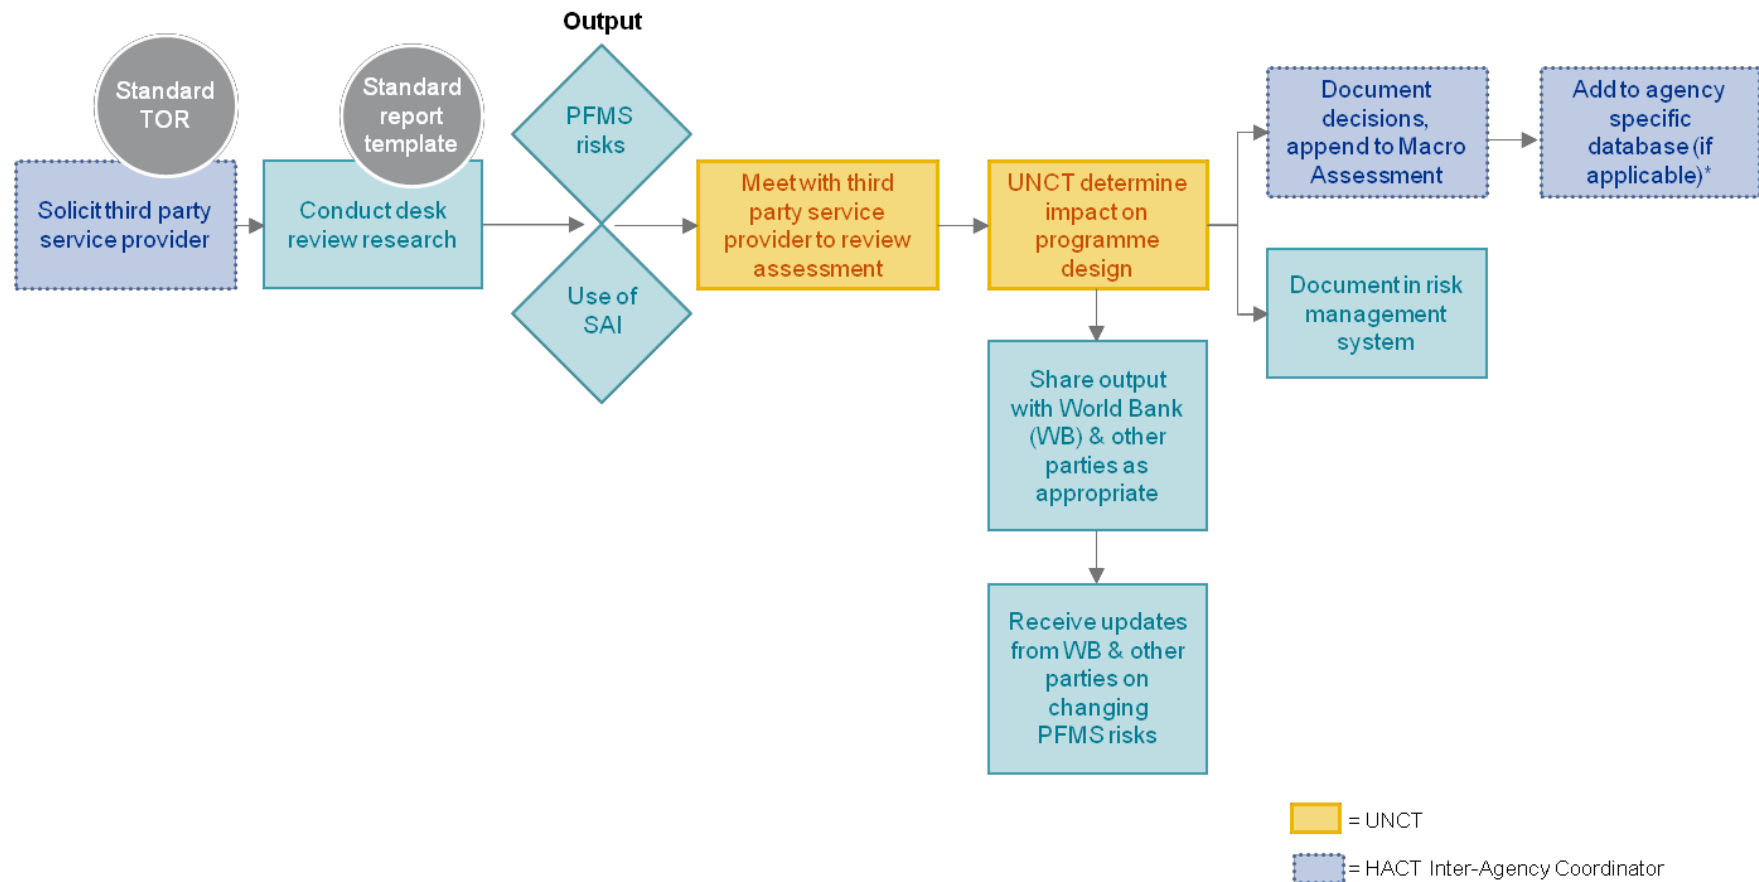 Output
Standard
TOR
Standard
report
template
PFMS
risks
Use of
SAI
Solicit third party
service provider
Conduct desk
review research
Meet with third
party service
provider to review
assessment
UNCT determine
impact on
programme
design
Document
decisions,
append to Macro
Assessment
Add to agency
specific
database (if
applicable)*
Document in risk
management
system
Share output
with World Bank
(WB) & other
parties as
appropriate
Receive updates
from WB & other
parties on
changing
PFMS risks
= UNCT
= HACT Inter-Agency Coordinator